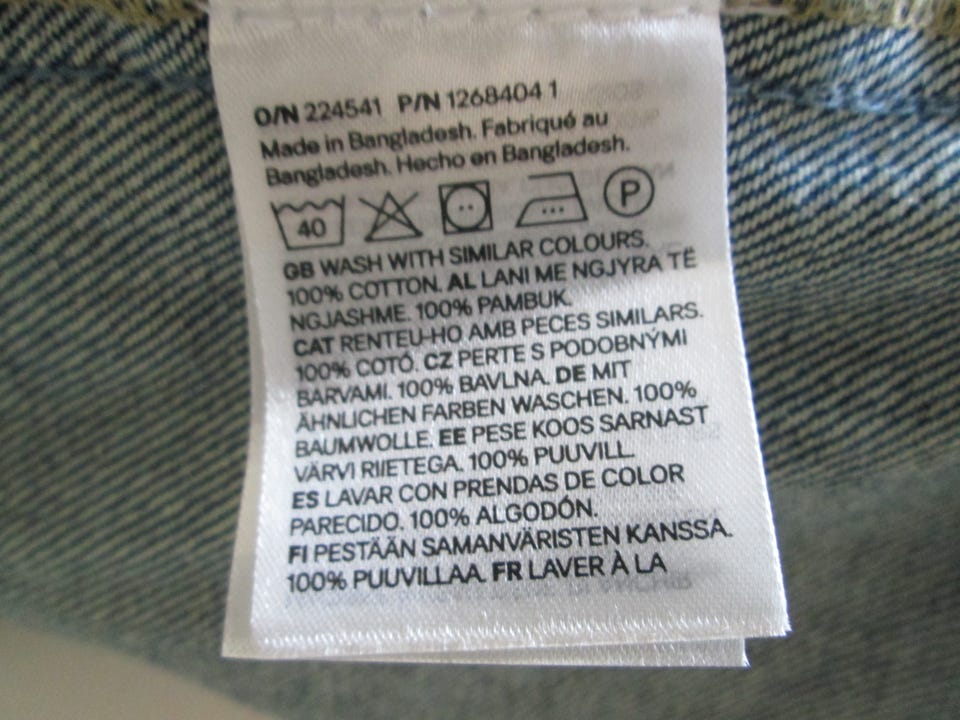 O/N 224541 P/N 1268404 1
Made in Bangladesh. Fabriqué au
Bangladesh. Hecho en Bangladesh.
40 P
GB WASH WITH SIMILAR COLOURS.
100% COTTON. AL LANI ME NGJYRA TË
NGJASHME. 100% PAMBUK.
CAT RENTEU-HO AMB PECES SIMILARS.
100% COTÓ. CZ PERTE S PODOBNÝMI
BARVAMI. 100% BAVLNA. DE MIT
ÄHNLICHEN FARBEN WASCHEN. 100%
BAUMWOLLE. EE PESE KOOS SARNAST
VÄRVI RIIETEGA. 100% PUUVILL.
ES LAVAR CON PRENDAS DE COLOR
PARECIDO. 100% ALGODÓN.
FI PESTÄÄN SAMANVÄRISTEN KANSSA.
100% PUUVILLAA. FR LAVER À LA